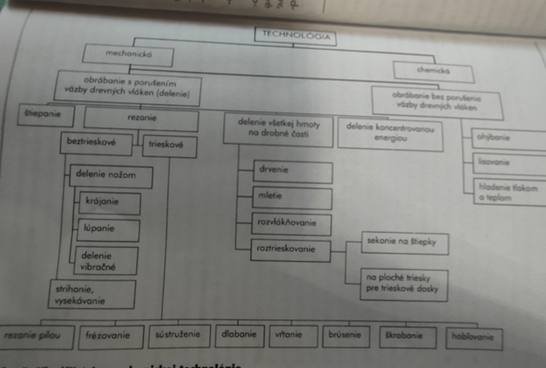 TECHNOLÓGIA
mechanická
chemická
obrábanie s porušením
väzby drevných vláken (delenie)
obrábanie bez porušenia
väzby drevných vláken
štiepanie
rezanie
delenie všetkej hmoty
na drobné časti
delenie koncentrovanou
energiou
ohýbanie
lisovanie
hladenie tlakom
a teplom
beztrieskové
trieskové
delenie nožom
krájanie
lúpanie
delenie
vibračné
strihanie,
vysekávanie
drvenie
mletie
rozvlákňovanie
roztrieskovanie
sekanie na štiepky
na ploché triesky
pre trieskové dosky
rezanie pílou
frézovanie
sústruženie
dlabanie
vŕtanie
brúsenie
škrabanie
hobľovanie